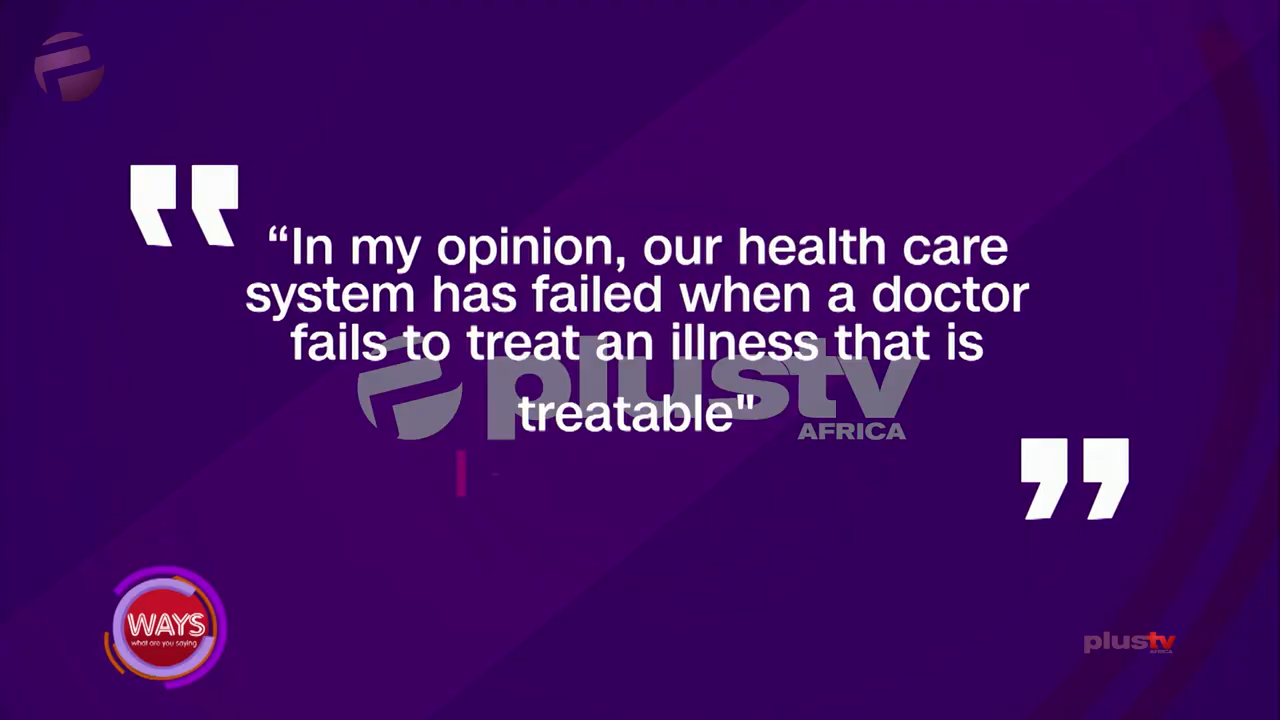 “In my opinion, our health care
system has failed when a doctor
fails to treat an illness that is
treatable"
plustv
AFRICA
WAYS
what are you saying
plustv
AFRICA